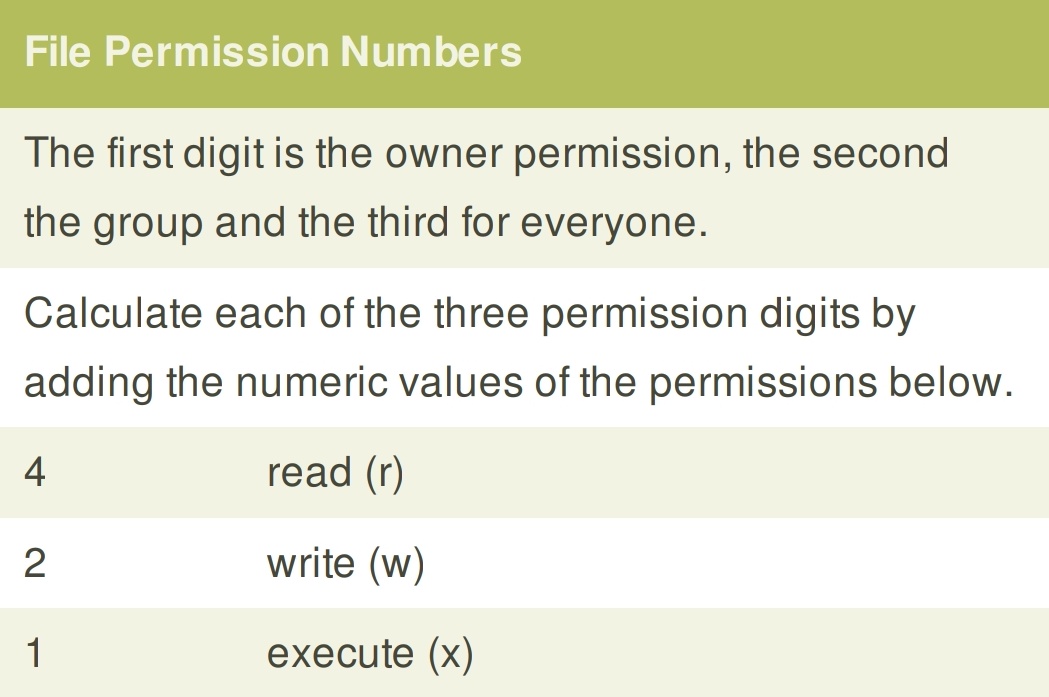 File Permission Numbers
The first digit is the owner permission, the second
the group and the third for everyone.
Calculate each of the three permission digits by
adding the numeric values of the permissions below.
4 read (r)
2 write (w)
1 execute (x)